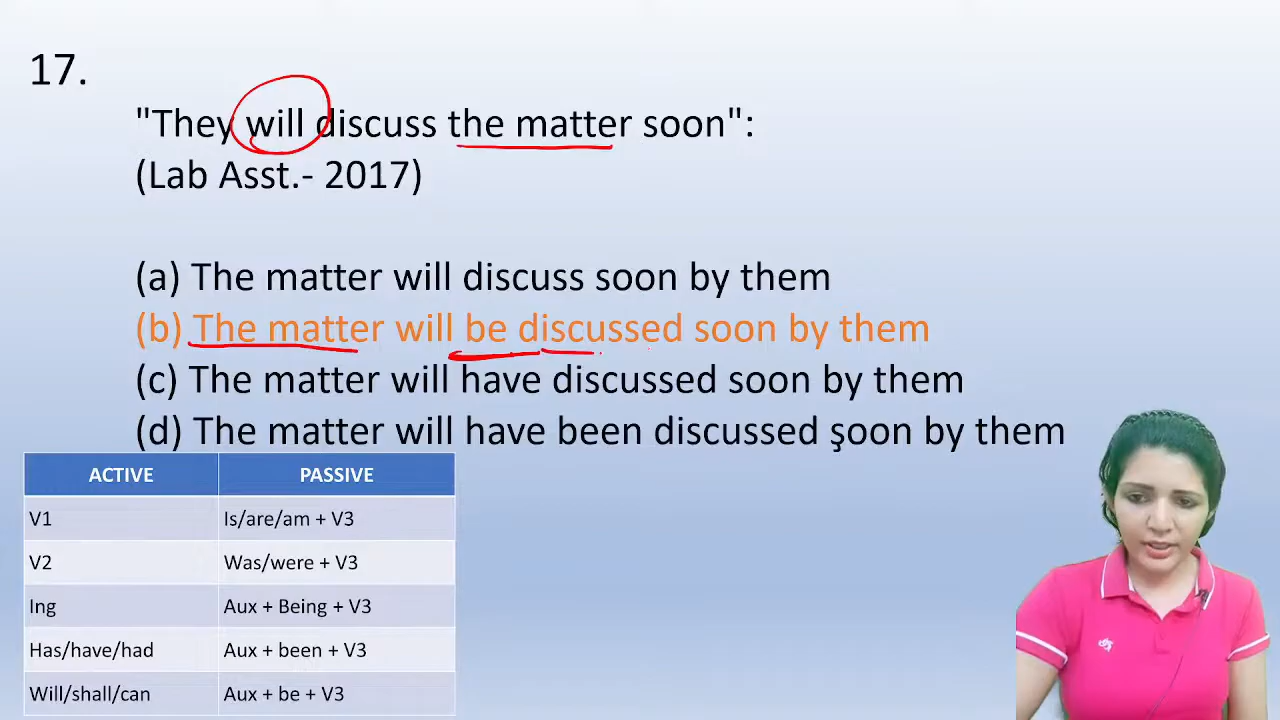 17.
"They will discuss the matter soon":
(Lab Asst.- 2017)
(a) The matter will discuss soon by them
(b) The matter will be discussed soon by them
(c) The matter will have discussed soon by them
(d) The matter will have been discussed soon by them
ACTIVE PASSIVE
V1 Is/are/am + V3
V2 Was/were + V3
Ing Aux + Being + V3
Has/have/had Aux + been + V3
Will/shall/can Aux + be + V3